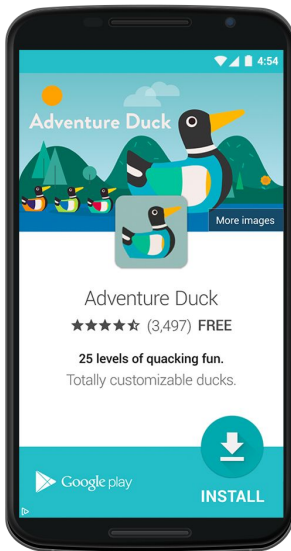 4:54
Adventure Duck
More images
Adventure Duck
(3,497) FREE
25 levels of quacking fun.
Totally customizable ducks.
Google play
INSTALL